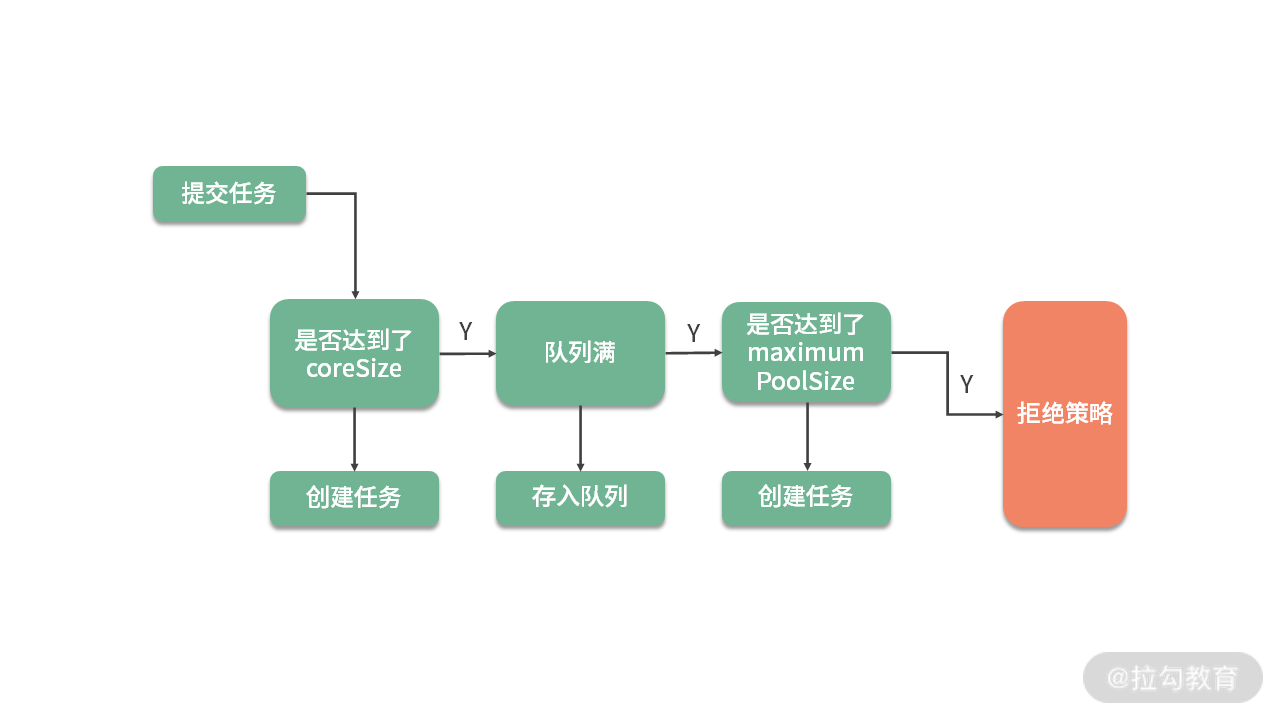 提交任务
是否达到了
coreSize
Y
队列满
Y
是否达到了
maximum
PoolSize
Y
拒绝策略
创建任务
存入队列
创建任务
@拉勾教育